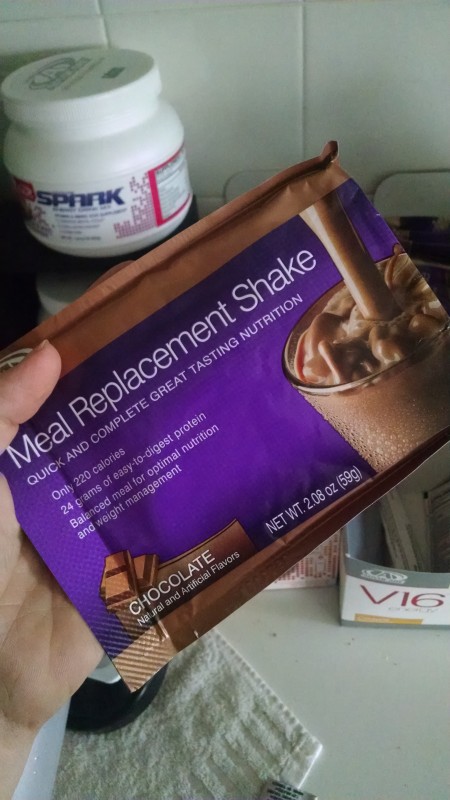 SPARK
Meal Replacement Shake
QUICK AND COMPLETE GREAT TASTING NUTRITION
Only 220 calories
24 grams of easy-to-digest protein
Balanced meal for optimal nutrition
and weight management
NET WT. 2.08 oz (59g)
CHOCOLATE
Natural and Artificial Flavors
V16
energy